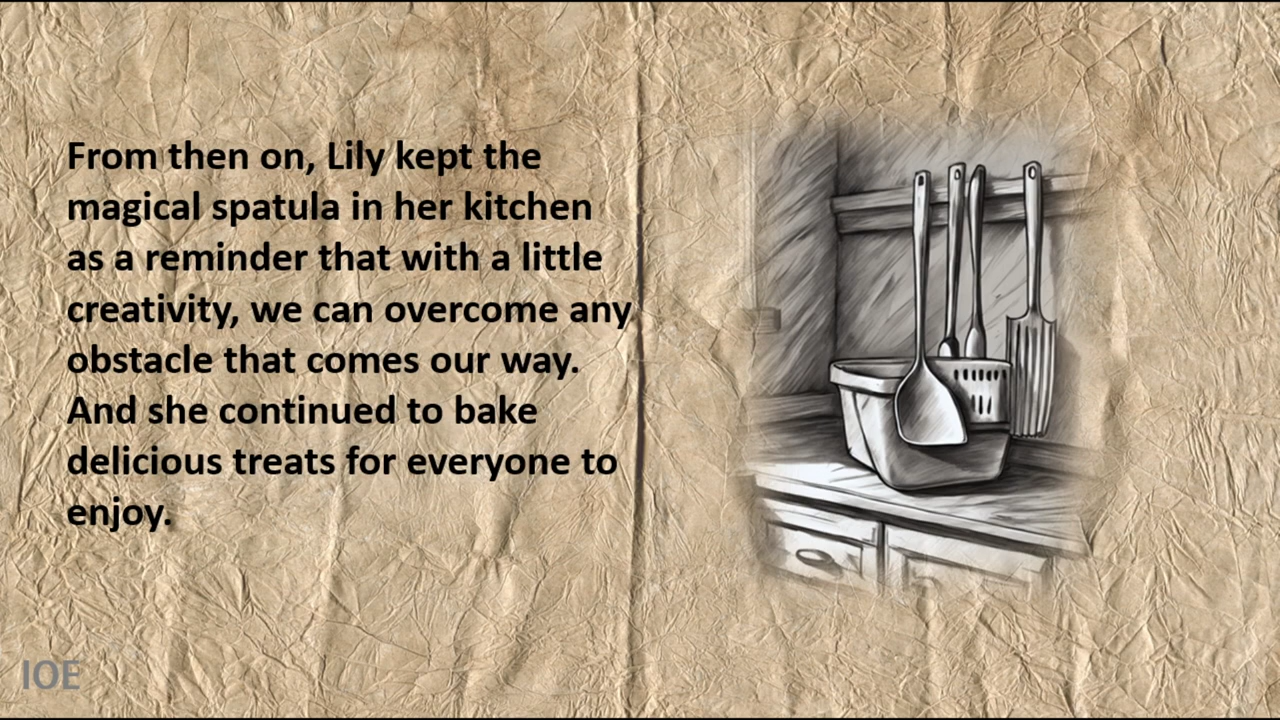 From then on, Lily kept the
magical spatula in her kitchen
as a reminder that with a little
creativity, we can overcome any
obstacle that comes our way.
And she continued to bake
delicious treats for everyone to
enjoy.
IOE